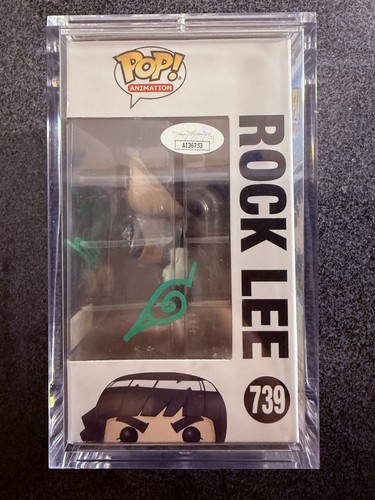 POP!
ANIMATION
AI36753
ROCK LEE
739